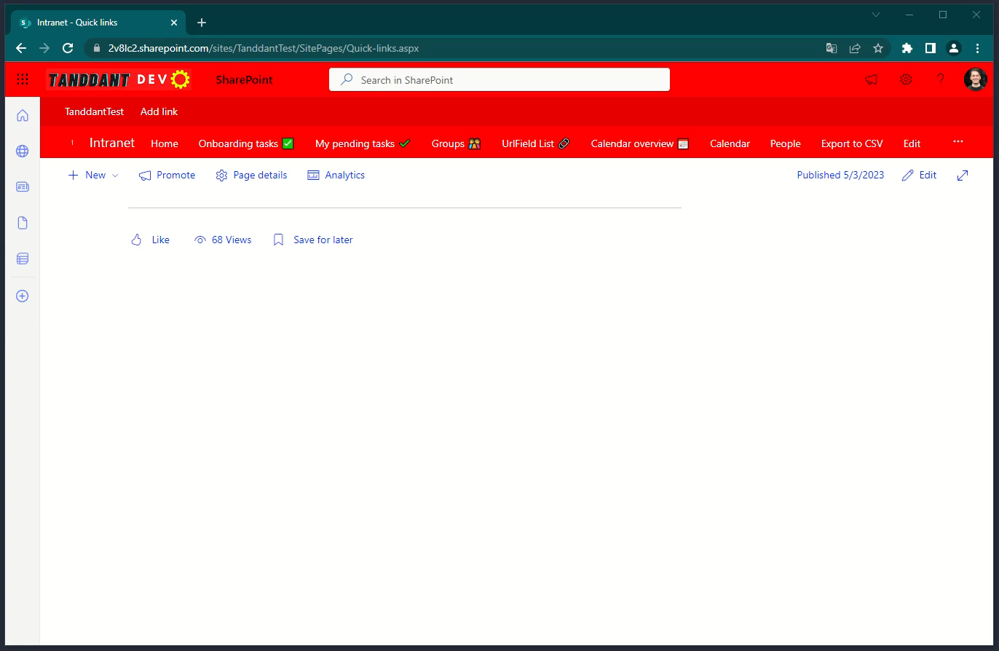 Intranet - Quick links
2v8lc2.sharepoint.com/sites/TanddantTest/SitePages/Quick-links.aspx
TANDDANT DEV SharePoint Search in SharePoint ?
TanddantTest Add link
Intranet Home Onboarding tasks ✅ My pending tasks ✔ Groups 👭 UrlField List 🔗 Calendar overview 📅 Calendar People Export to CSV Edit ...
+ New Promote Page details Analytics Published 5/3/2023 Edit
Like 68 Views Save for later